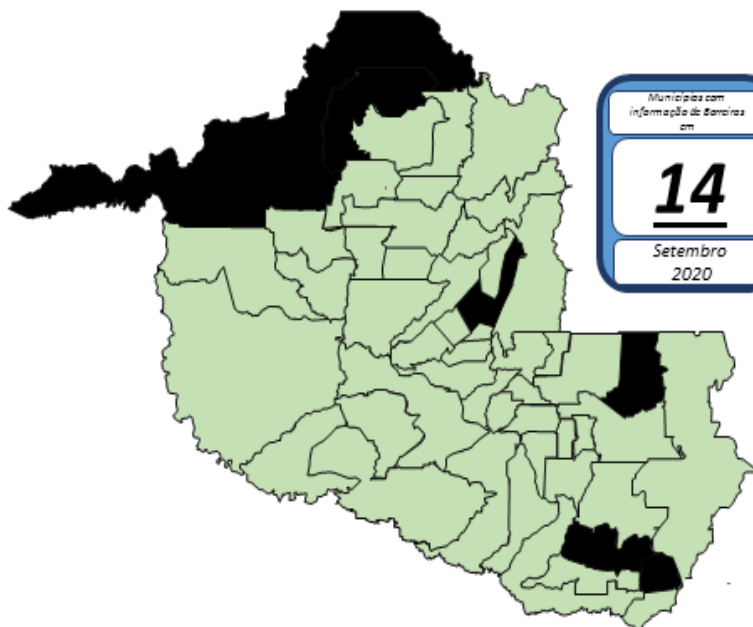 Municípios com
informação de Barreiras
em
14
Setembro
2020